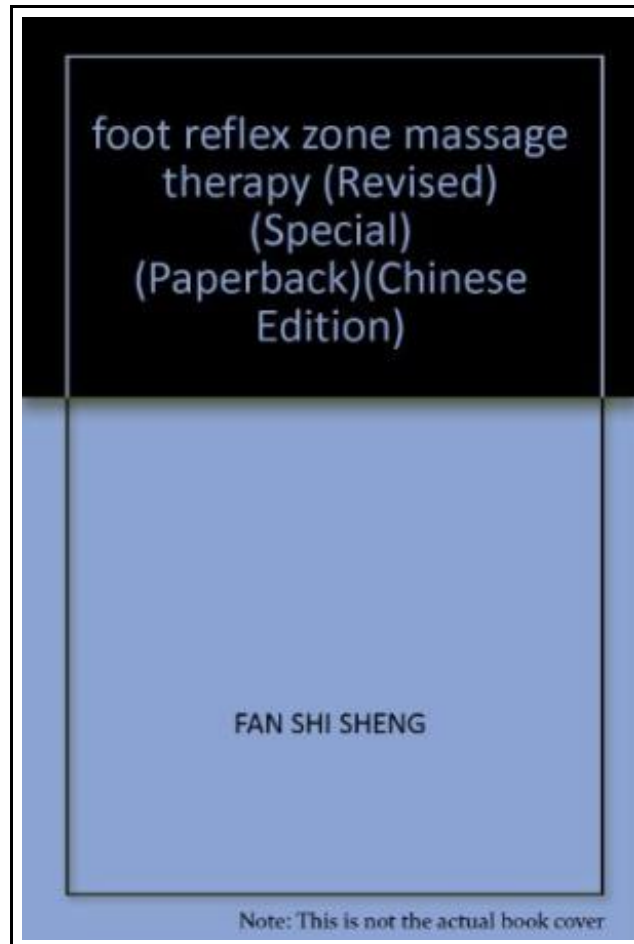 foot reflex zone massage
therapy (Revised)
(Special)
(Paperback)(Chinese
Edition)
FAN SHI SHENG
Note: This is not the actual book cover